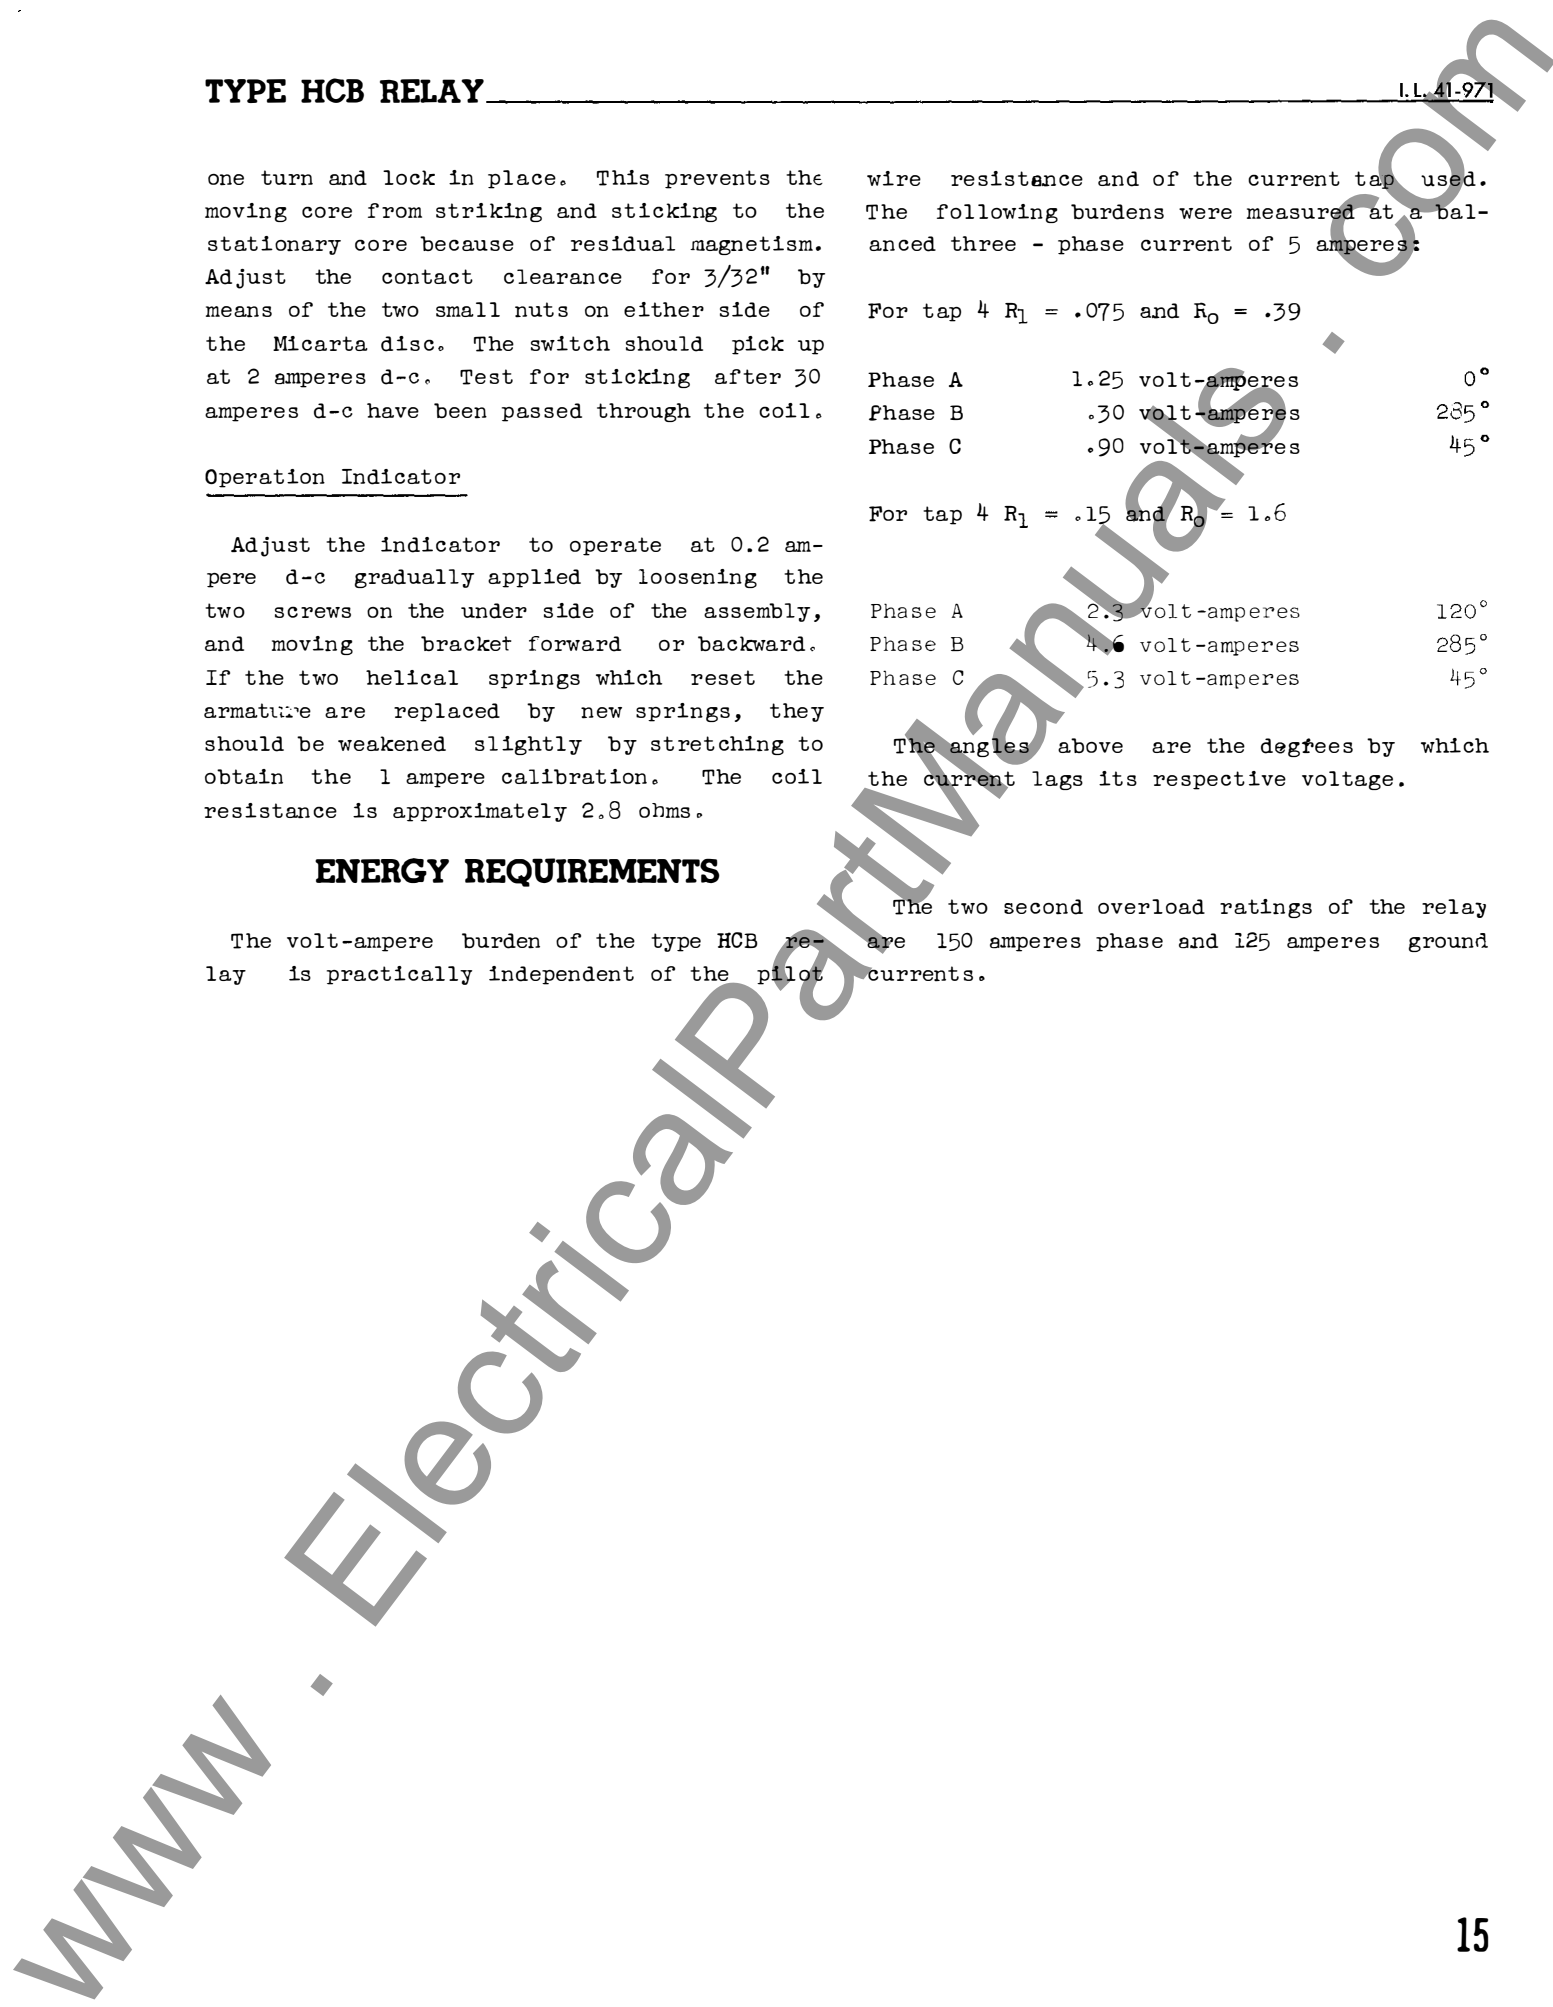 TYPE HCB RELAY
I. L. 41-971
one turn and lock in place. This prevents the
moving core from striking and sticking to the
stationary core because of residual magnetism.
Adjust the contact clearance for 3/32" by
means of the two small nuts on either side of
the Micarta disc. The switch should pick up
at 2 amperes d-c. Test for sticking after 30
amperes d-c have been passed through the coil.
Operation Indicator
Adjust the indicator to operate at 0.2 am-
pere d-c gradually applied by loosening the
two screws on the under side of the assembly,
and moving the bracket forward or backward.
If the two helical springs which reset the
armature are replaced by new springs, they
should be weakened slightly by stretching to
obtain the 1 ampere calibration. The coil
resistance is approximately 2.8 ohms.
ENERGY REQUIREMENTS
The volt-ampere burden of the type HCB re-
lay is practically independent of the pilot
wire resistance and of the current tap used.
The following burdens were measured at a bal-
anced three - phase current of 5 amperes:
For tap 4 R1 = .075 and Ro = .39
Phase A 1.25 volt-amperes 0°
Phase B .30 volt-amperes 285°
Phase C .90 volt-amperes 45°
For tap 4 R1 = .15 and Ro = 1.6
Phase A 2.3 volt-amperes 120°
Phase B 4.6 volt-amperes 285°
Phase C 5.3 volt-amperes 45°
The angles above are the degrees by which
the current lags its respective voltage.
The two second overload ratings of the relay
are 150 amperes phase and 125 amperes ground
currents.
15
www . ElectricalPartManuals . com